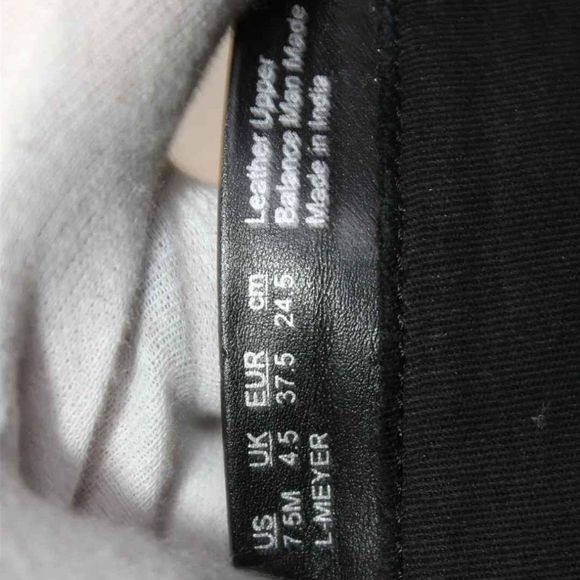 US UK EUR cm Leather Upper
7.5M 4.5 37.5 24.5 Balance Man Made
L-MEYER Made in India